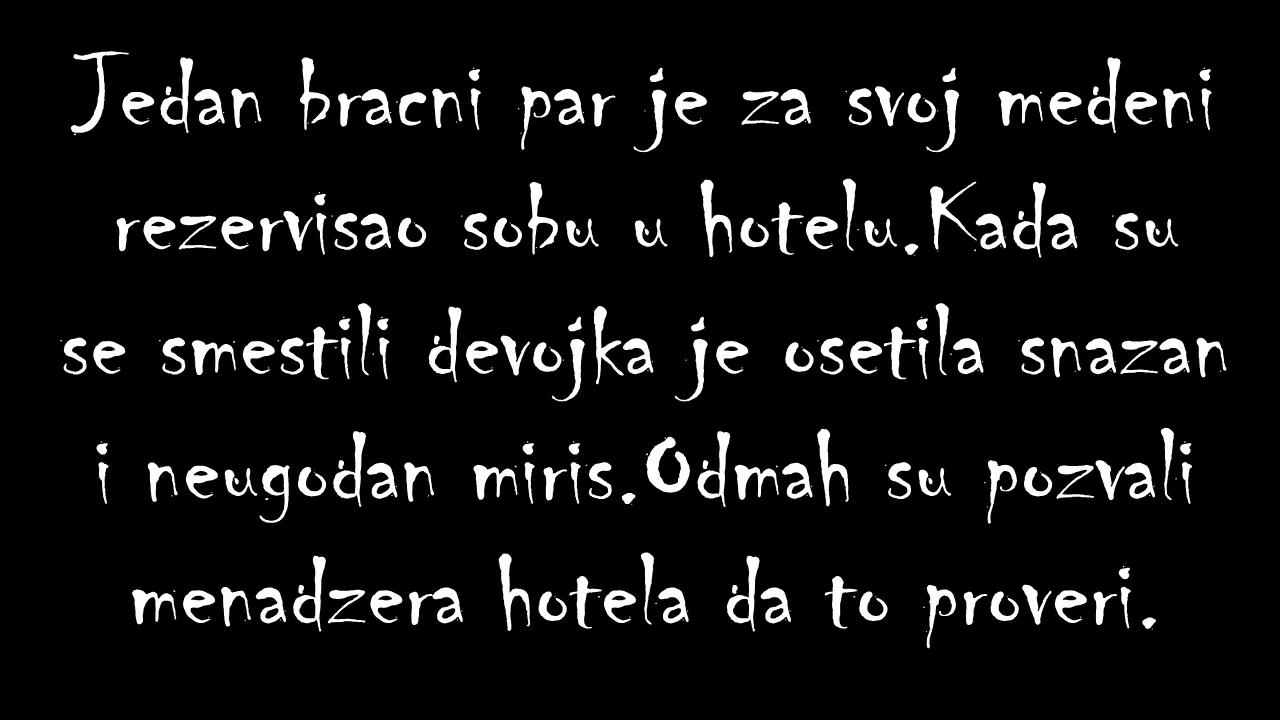 Jedan bracni par je za svoj medeni
rezervisao sobu u hotelu.Kada su
se smestili devojka je osetila snazan
i neugodan miris.Odmah su pozvali
menadzera hotela da to proveri.